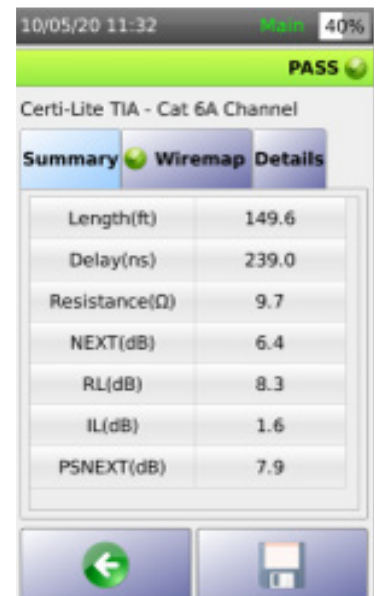 10/05/20 11:32 Main 40%
PASS
Certi-Lite TIA - Cat 6A Channel
Summary Wiremap Details
Length(ft) 149.6
Delay(ns) 239.0
Resistance(Ω) 9.7
NEXT(dB) 6.4
RL(dB) 8.3
IL(dB) 1.6
PSNEXT(dB) 7.9